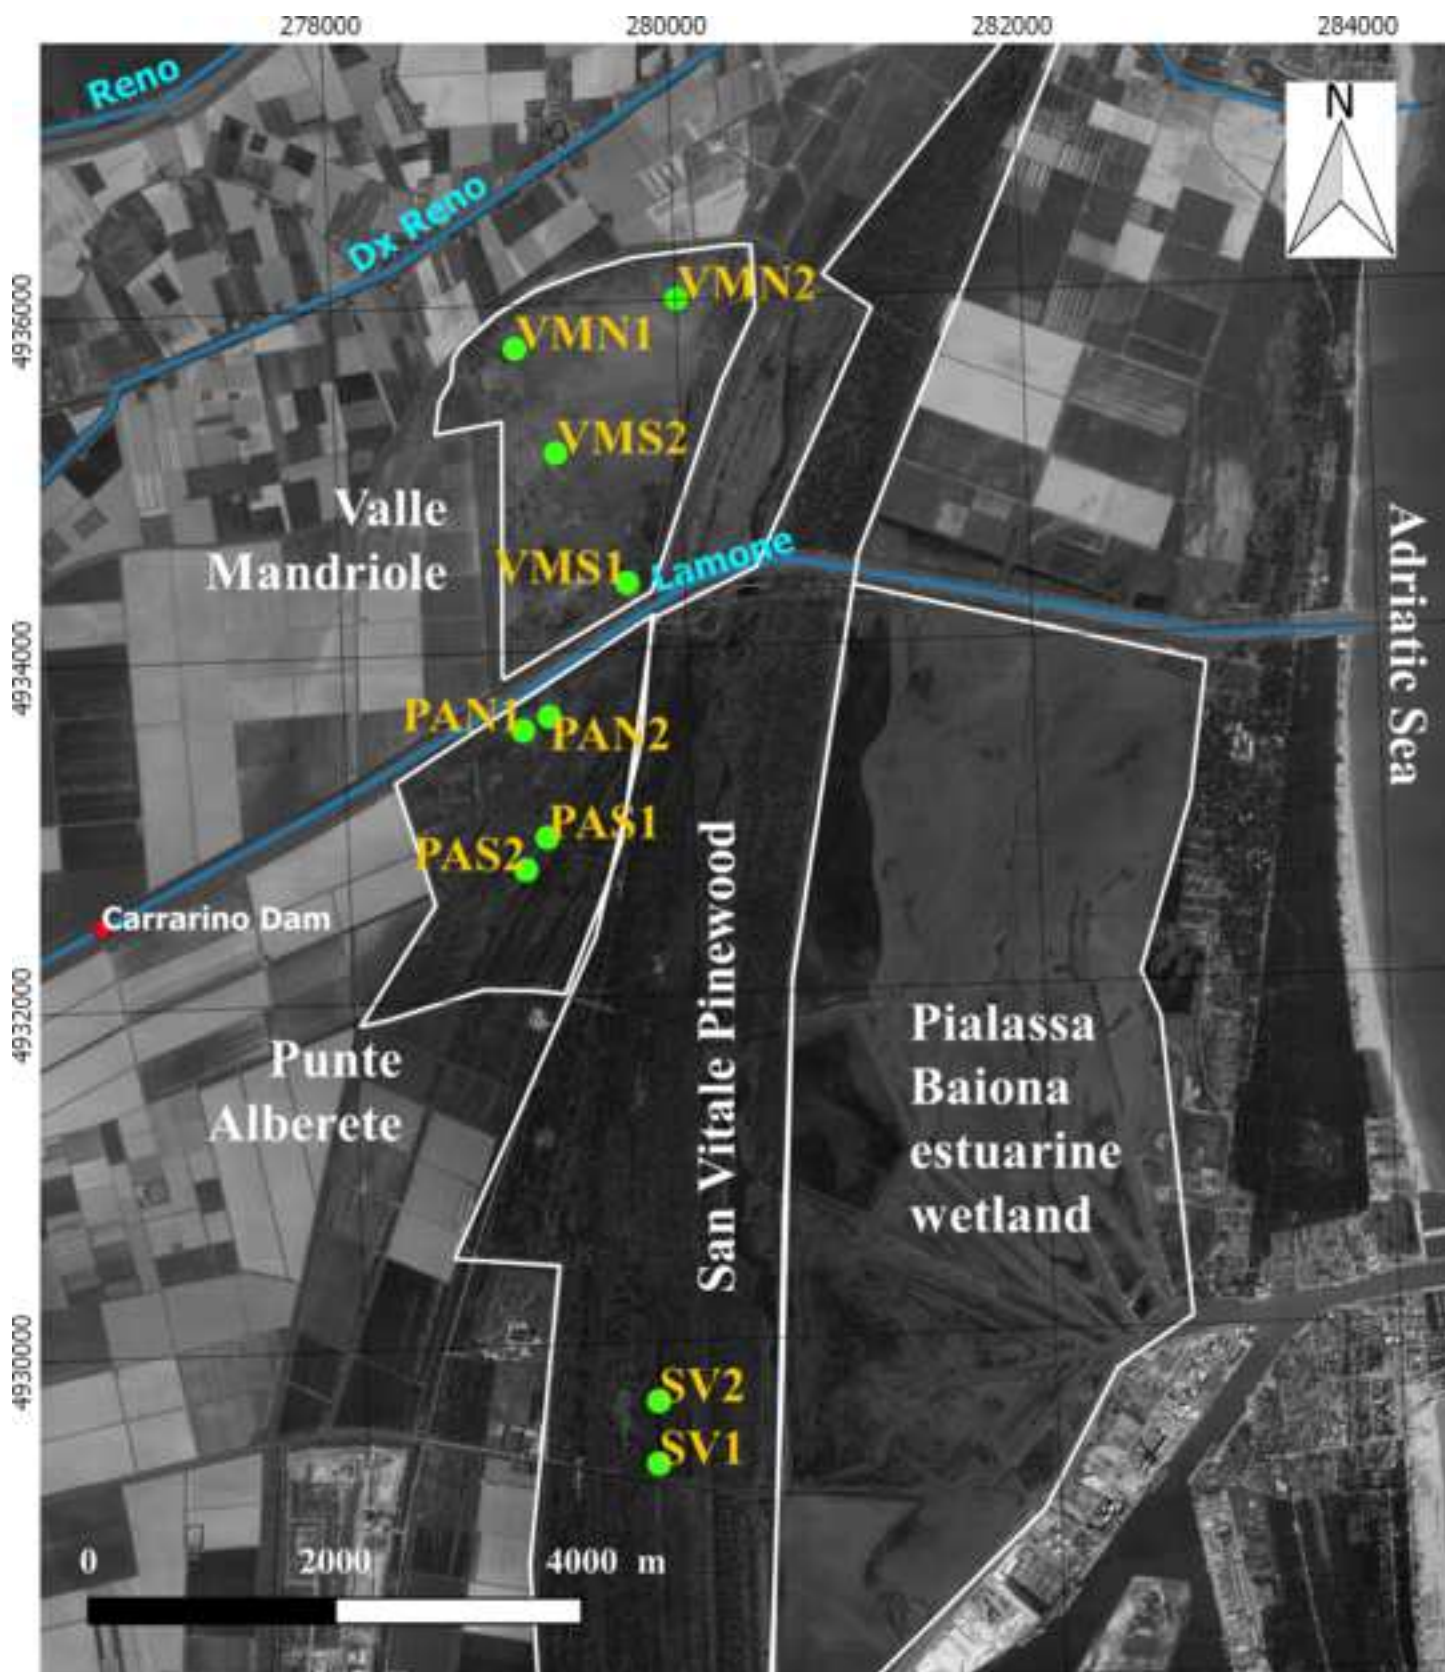 278000
280000
282000
284000
Reno
N
Dx Reno
4936000
VMN2
VMN1
VMS2
Valle
Mandriole
VMS1
Lamone
Adriatic Sea
4934000
PAN1
PAN2
PAS1
PAS2
Carrarino Dam
San Vitale Pinewood
4932000
Pialassa
Baiona
estuarine
wetland
Punte
Alberete
4930000
SV2
SV1
0 2000 4000 m